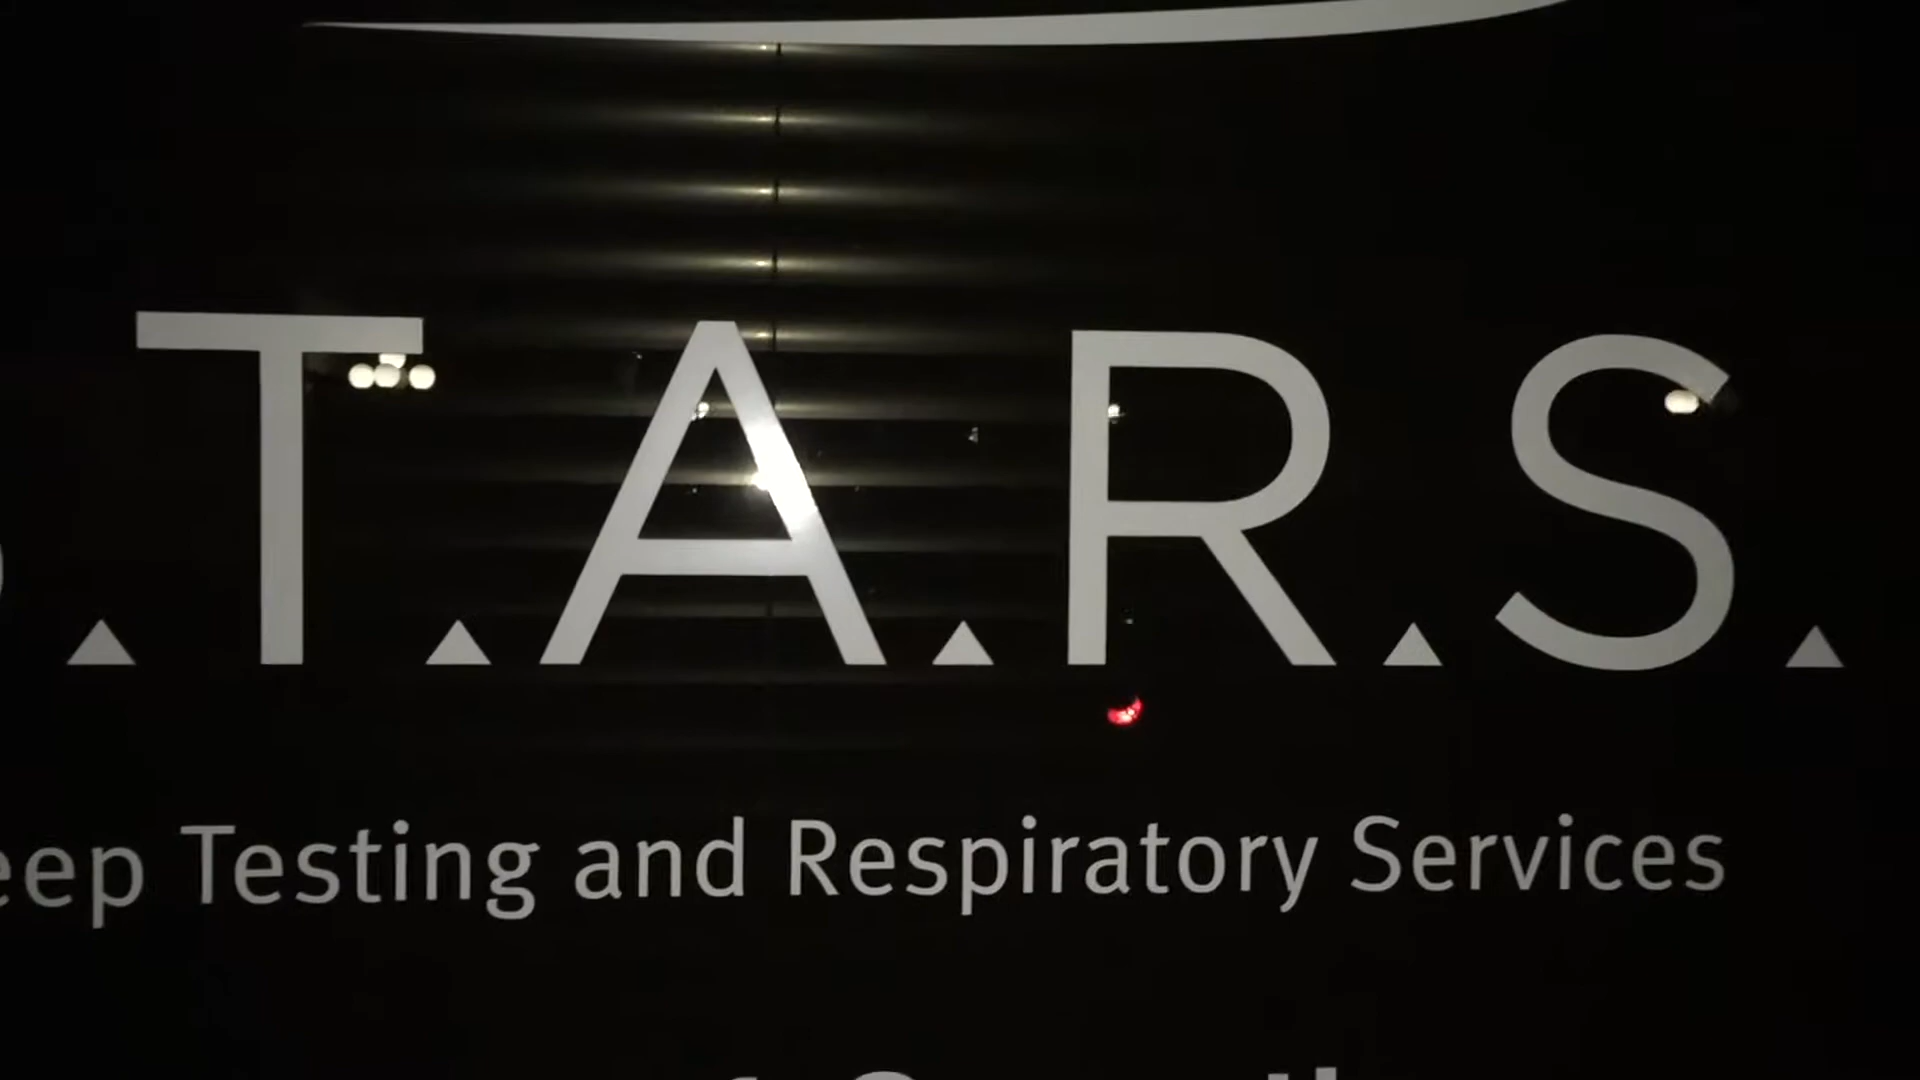 .T.A.R.S.
eep Testing and Respiratory Services